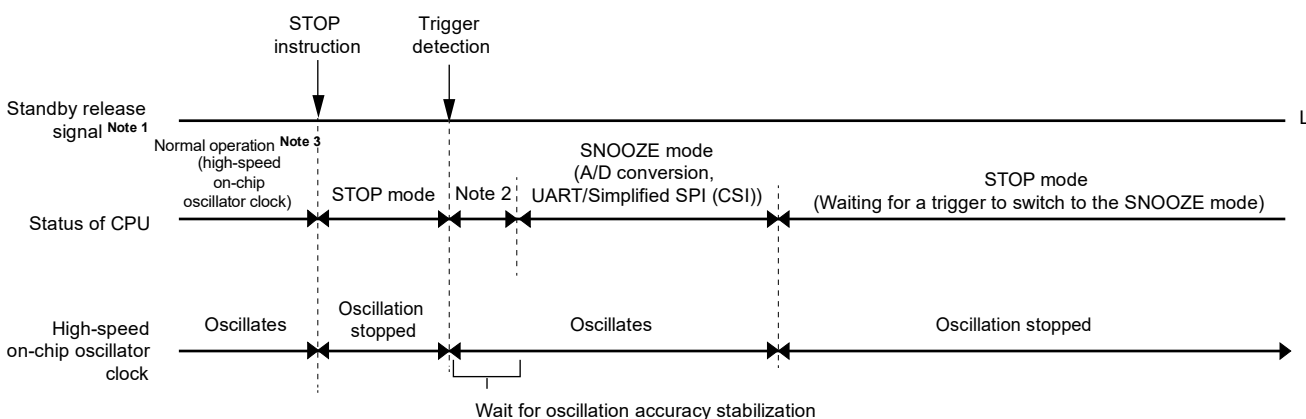 STOP
instruction
Trigger
detection
Standby release
signal Note 1
L
Normal operation Note 3
(high-speed
on-chip
oscillator clock)
STOP mode
Note 2
SNOOZE mode
(A/D conversion,
UART/Simplified SPI (CSI))
STOP mode
(Waiting for a trigger to switch to the SNOOZE mode)
Status of CPU
High-speed
on-chip oscillator
clock
Oscillates
Oscillation
stopped
Oscillates
Oscillation stopped
Wait for oscillation accuracy stabilization